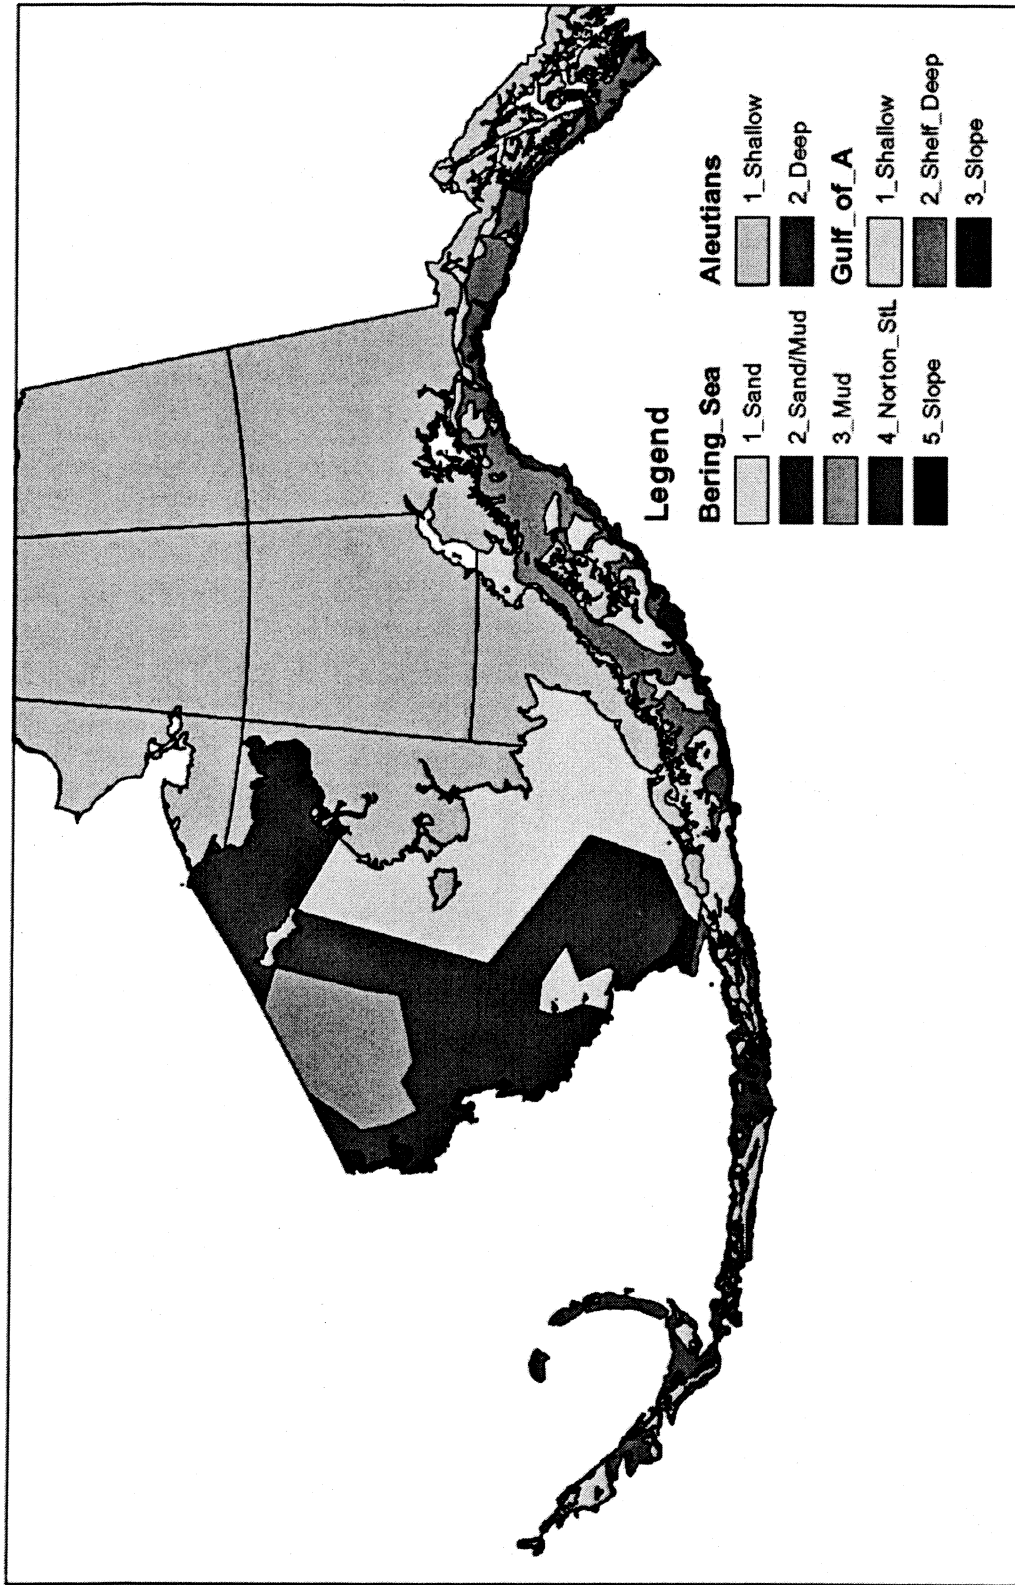 Legend
Bering_Sea
1_Sand
2_Sand/Mud
3_Mud
4_Norton_StL
5_Slope
Aleutians
1_Shallow
2_Deep
Gulf_of_A
1_Shallow
2_Shelf_Deep
3_Slope